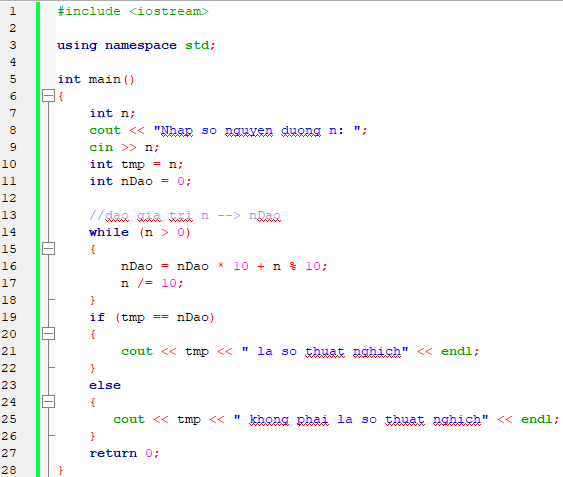 1 #include <iostream>
2
3 using namespace std;
4
5 int main()
6 {
7 int n;
8 cout << "Nhap so nguyen duong n: ";
9 cin >> n;
10 int tmp = n;
11 int nDao = 0;
12
13 //dao gia tri n --> nDao
14 while (n > 0)
15 {
16 nDao = nDao * 10 + n % 10;
17 n /= 10;
18 }
19 if (tmp == nDao)
20 {
21 cout << tmp << " la so thuat nghich" << endl;
22 }
23 else
24 {
25 cout << tmp << " khong phai la so thuat nghich" << endl;
26 }
27 return 0;
28 }